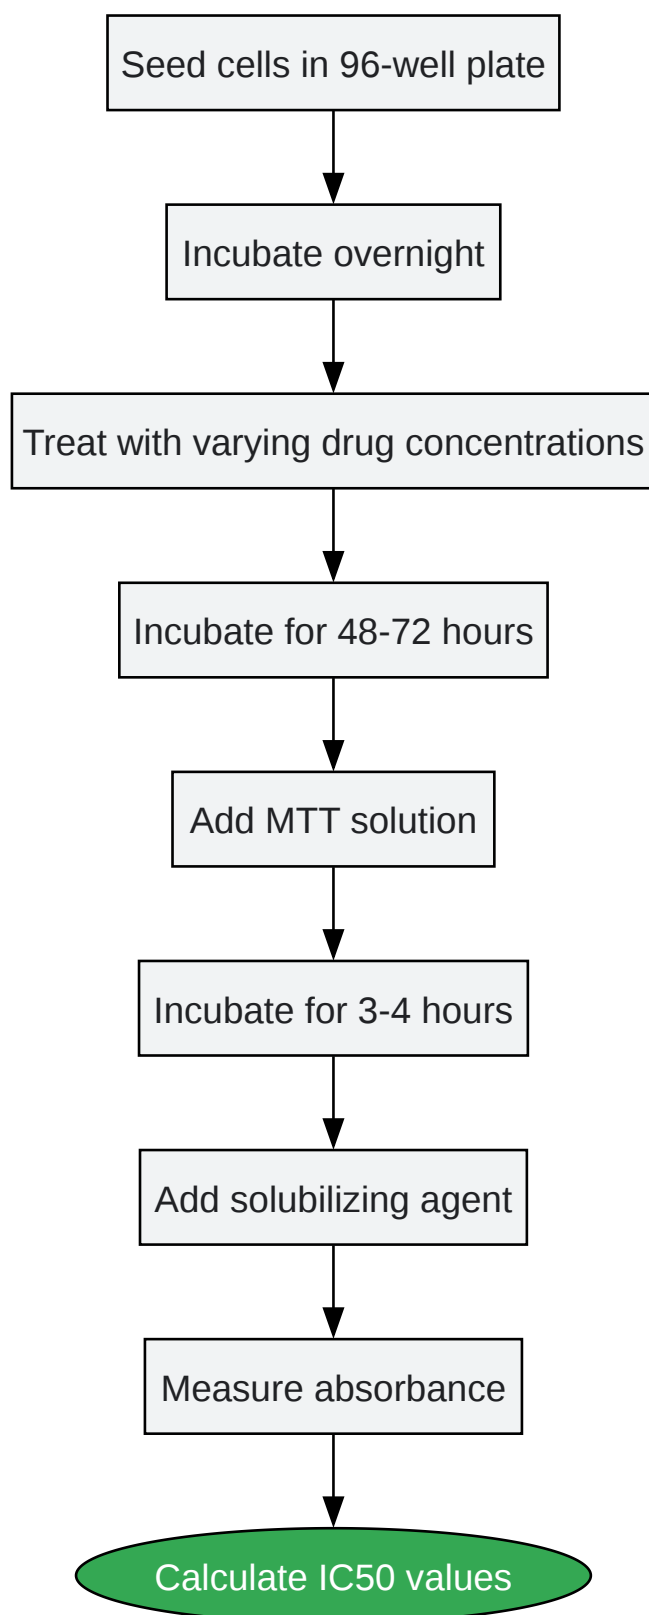 Seed cells in 96-well plate
Incubate overnight
Treat with varying drug concentrations
Incubate for 48-72 hours
Add MTT solution
Incubate for 3-4 hours
Add solubilizing agent
Measure absorbance
Calculate IC50 values